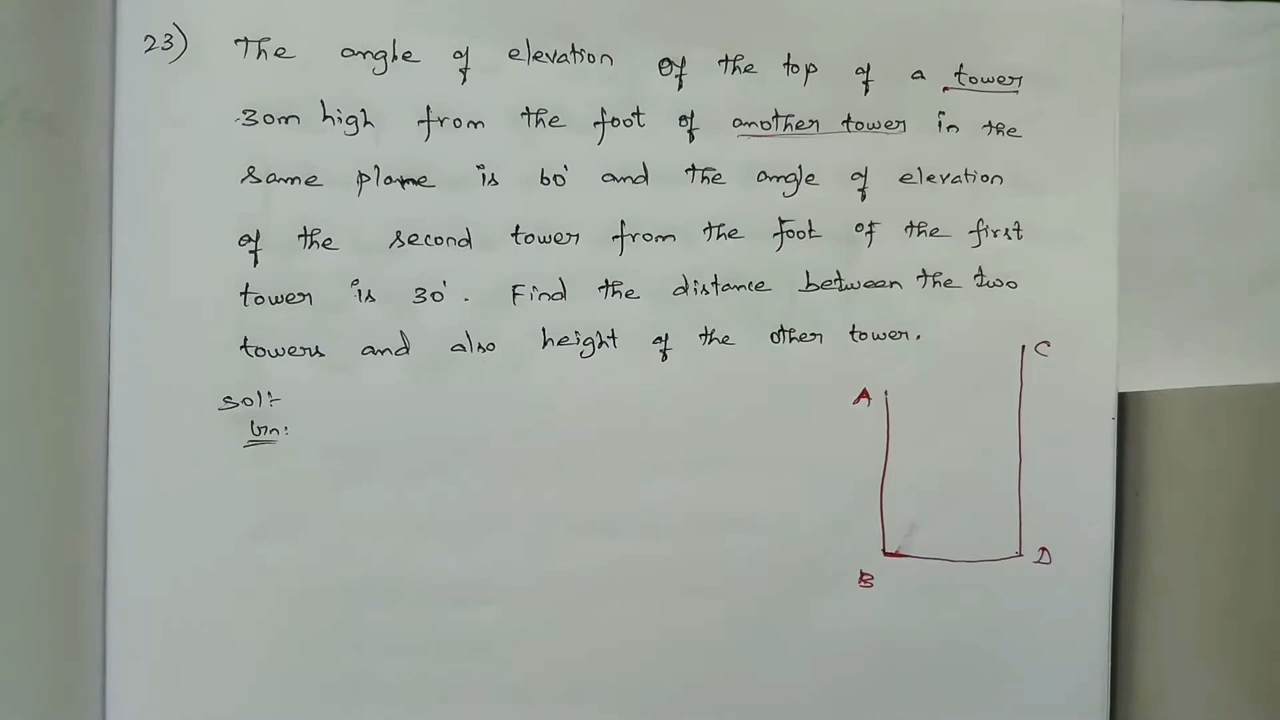 23) The angle of elevation of the top of a tower
30m high from the foot of another tower in the
same plane is 60° and the angle of elevation
of the second tower from the foot of the first
tower is 30°. Find the distance between the two
towers and also height of the other tower.
C
Sol:-
A
Gn:
D
B